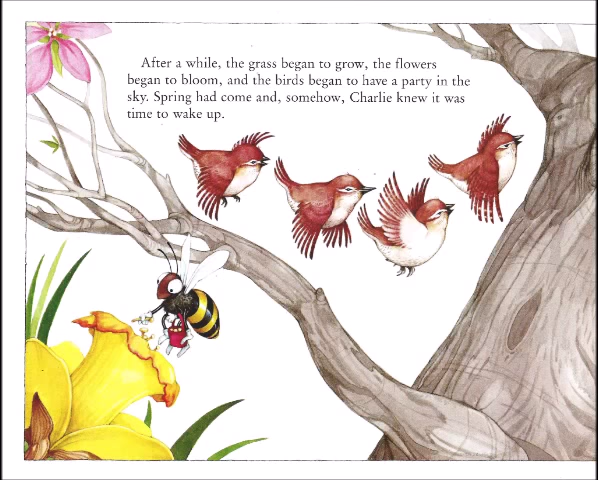 After a while, the grass began to grow, the flowers
began to bloom, and the birds began to have a party in the
sky. Spring had come and, somehow, Charlie knew it was
time to wake up.